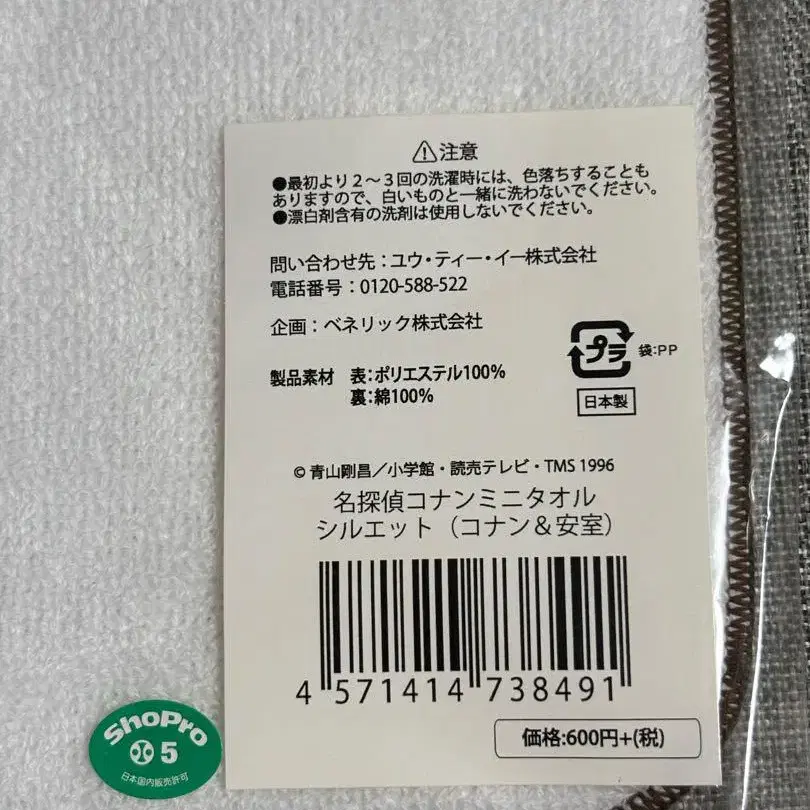 ⚠注意
●最初より2~3回の洗濯時には、色落ちすることも
ありますので、白いものと一緒に洗わないでください。
●漂白剤含有の洗剤は使用しないでください。
問い合わせ先:ユウ・ティー・イー株式会社
電話番号:0120-588-522
企画:ベネリック株式会社
プラ 袋:PP
製品素材 表:ポリエステル100%
裏:綿100%
日本製
© 青山剛昌/小学館・読売テレビ・TMS 1996
名探偵コナンミニタオル
シルエット(コナン&安室)
4 571414 738491
価格:600円+(税)
ShoPro
5
日本国内販売許可